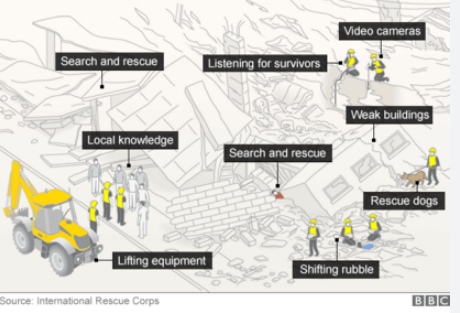 Video cameras
Search and rescue
Listening for survivors
Weak buildings
Local knowledge
Search and rescue
Rescue dogs
Lifting equipment
Shifting rubble
Source: International Rescue Corps
BBC